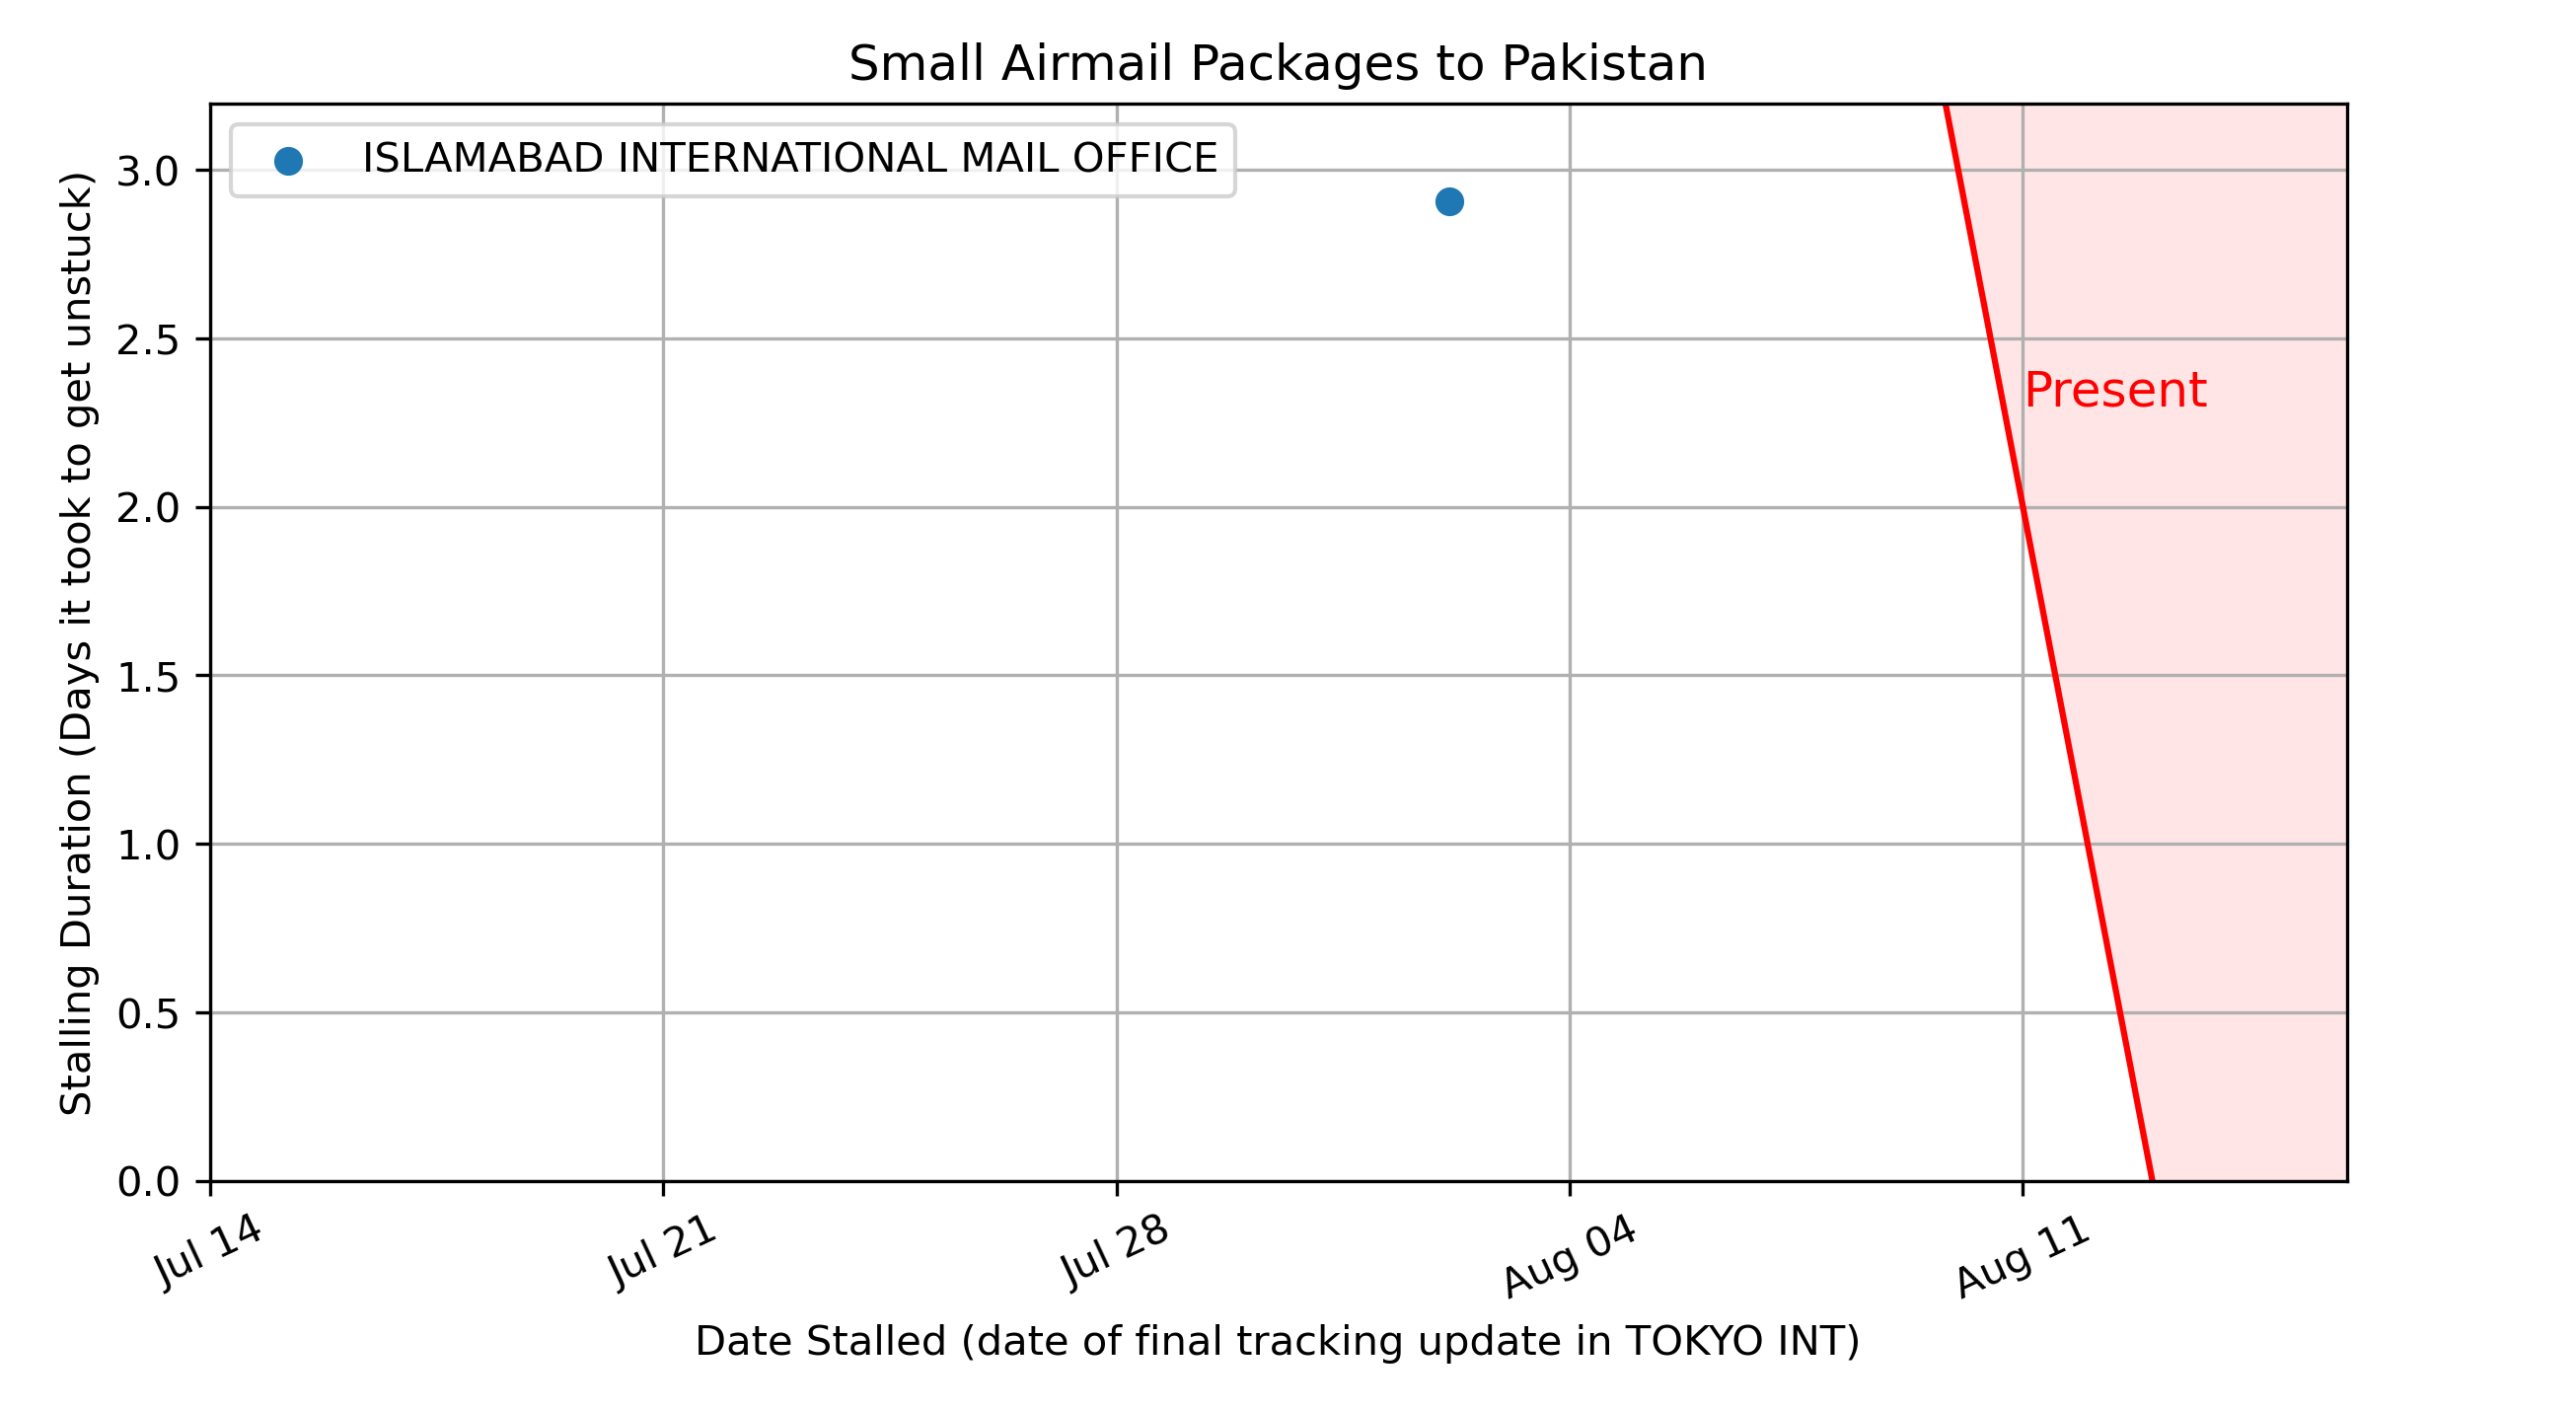 Small Airmail Packages to Pakistan
ISLAMABAD INTERNATIONAL MAIL OFFICE
Stalling Duration (Days it took to get unstuck)
3.0
2.5
2.0
1.5
1.0
0.5
0.0
Present
Jul 14
Jul 21
Jul 28
Aug 04
Aug 11
Date Stalled (date of final tracking update in TOKYO INT)